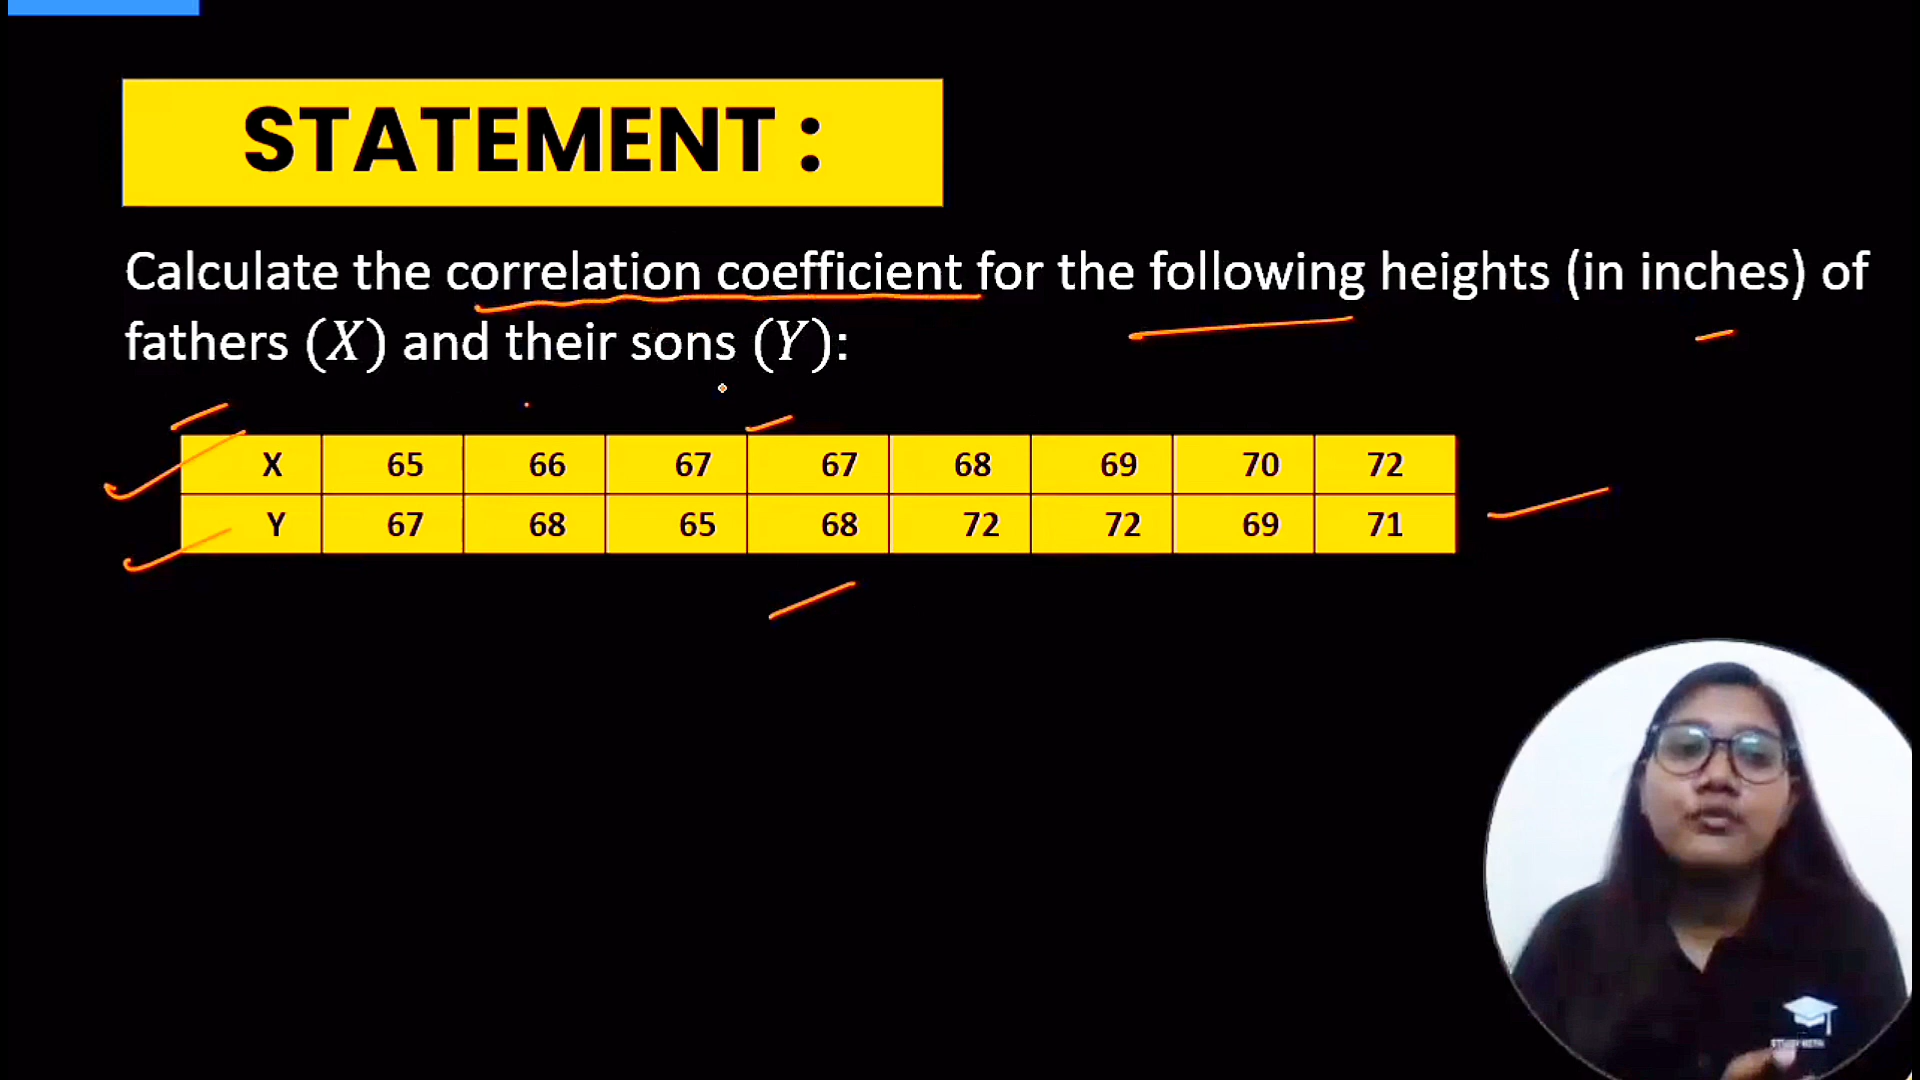 STATEMENT :
Calculate the correlation coefficient for the following heights (in inches) of
fathers (X) and their sons (Y):
X 65 66 67 67 68 69 70 72
Y 67 68 65 68 72 72 69 71